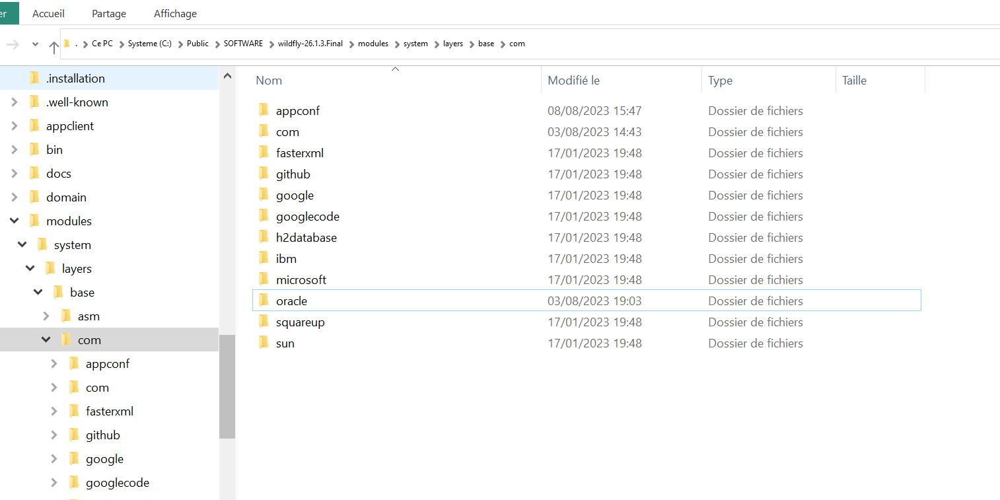 er Accueil Partage Affichage
. Ce PC Systeme (C:) Public SOFTWARE wildfly-26.1.3.Final modules system layers base com
.installation
.well-known
appclient
bin
docs
domain
modules
system
layers
base
asm
com
appconf
com
fasterxml
github
google
googlecode
Nom Modifié le Type Taille
appconf 08/08/2023 15:47 Dossier de fichiers
com 03/08/2023 14:43 Dossier de fichiers
fasterxml 17/01/2023 19:48 Dossier de fichiers
github 17/01/2023 19:48 Dossier de fichiers
google 17/01/2023 19:48 Dossier de fichiers
googlecode 17/01/2023 19:48 Dossier de fichiers
h2database 17/01/2023 19:48 Dossier de fichiers
ibm 17/01/2023 19:48 Dossier de fichiers
microsoft 17/01/2023 19:48 Dossier de fichiers
oracle 03/08/2023 19:03 Dossier de fichiers
squareup 17/01/2023 19:48 Dossier de fichiers
sun 17/01/2023 19:48 Dossier de fichiers